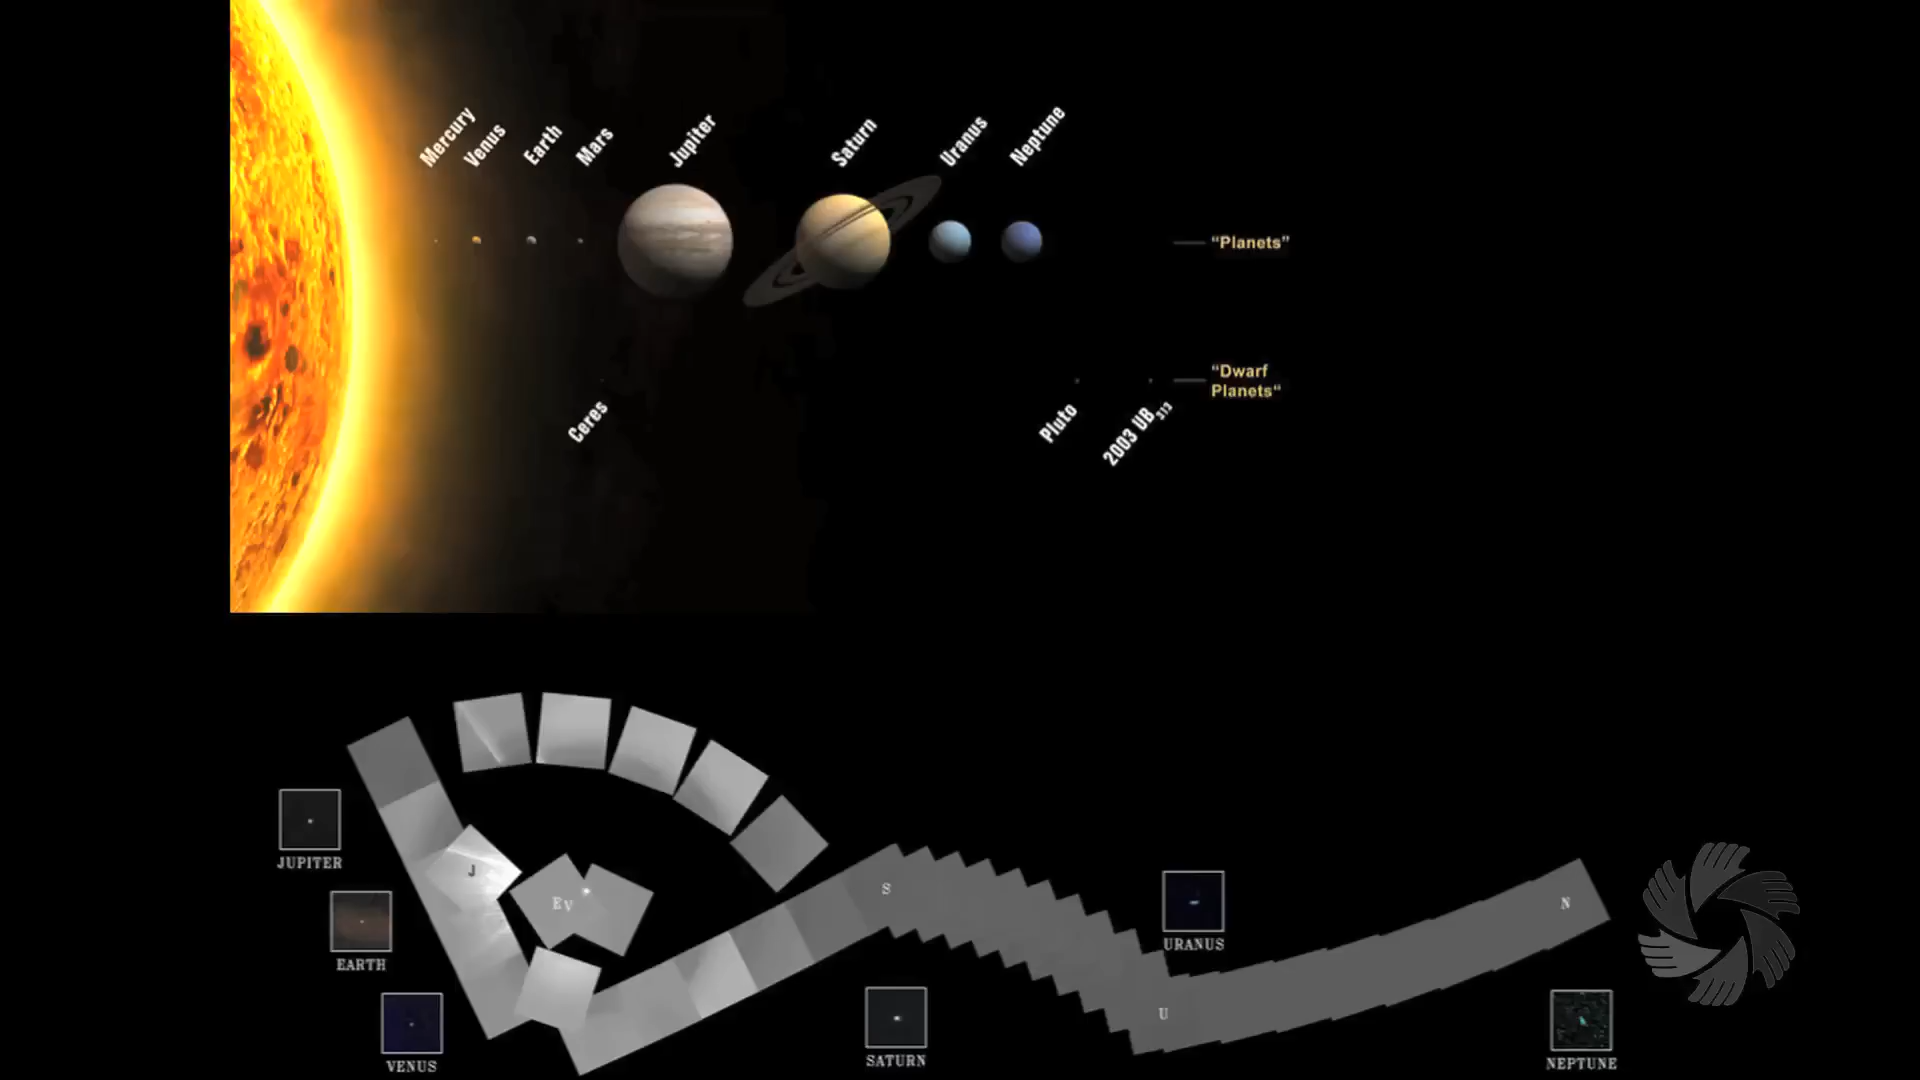 Mercury
Venus
Earth
Mars
Jupiter
Saturn
Uranus
Neptune
“Planets”
“Dwarf
Planets“
Ceres
Pluto
2003 UB313
J
E V
S
U
N
JUPITER
EARTH
VENUS
SATURN
URANUS
NEPTUNE